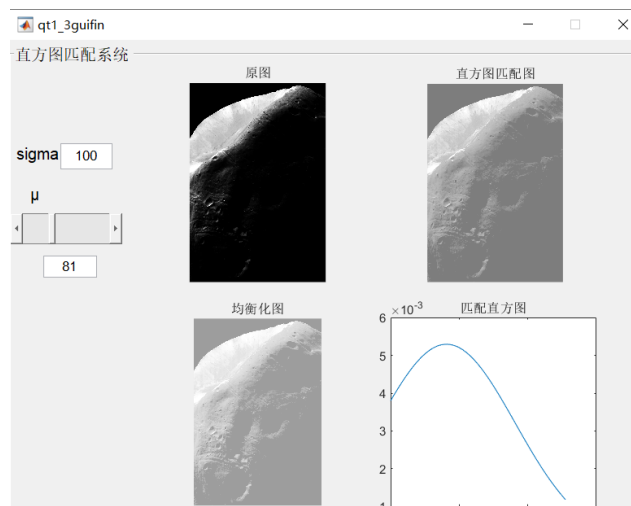 qt1_3guifin
直方图匹配系统
原图
直方图匹配图
sigma 100
μ
81
均衡化图
匹配直方图
×10⁻³
6
5
4
3
2
1